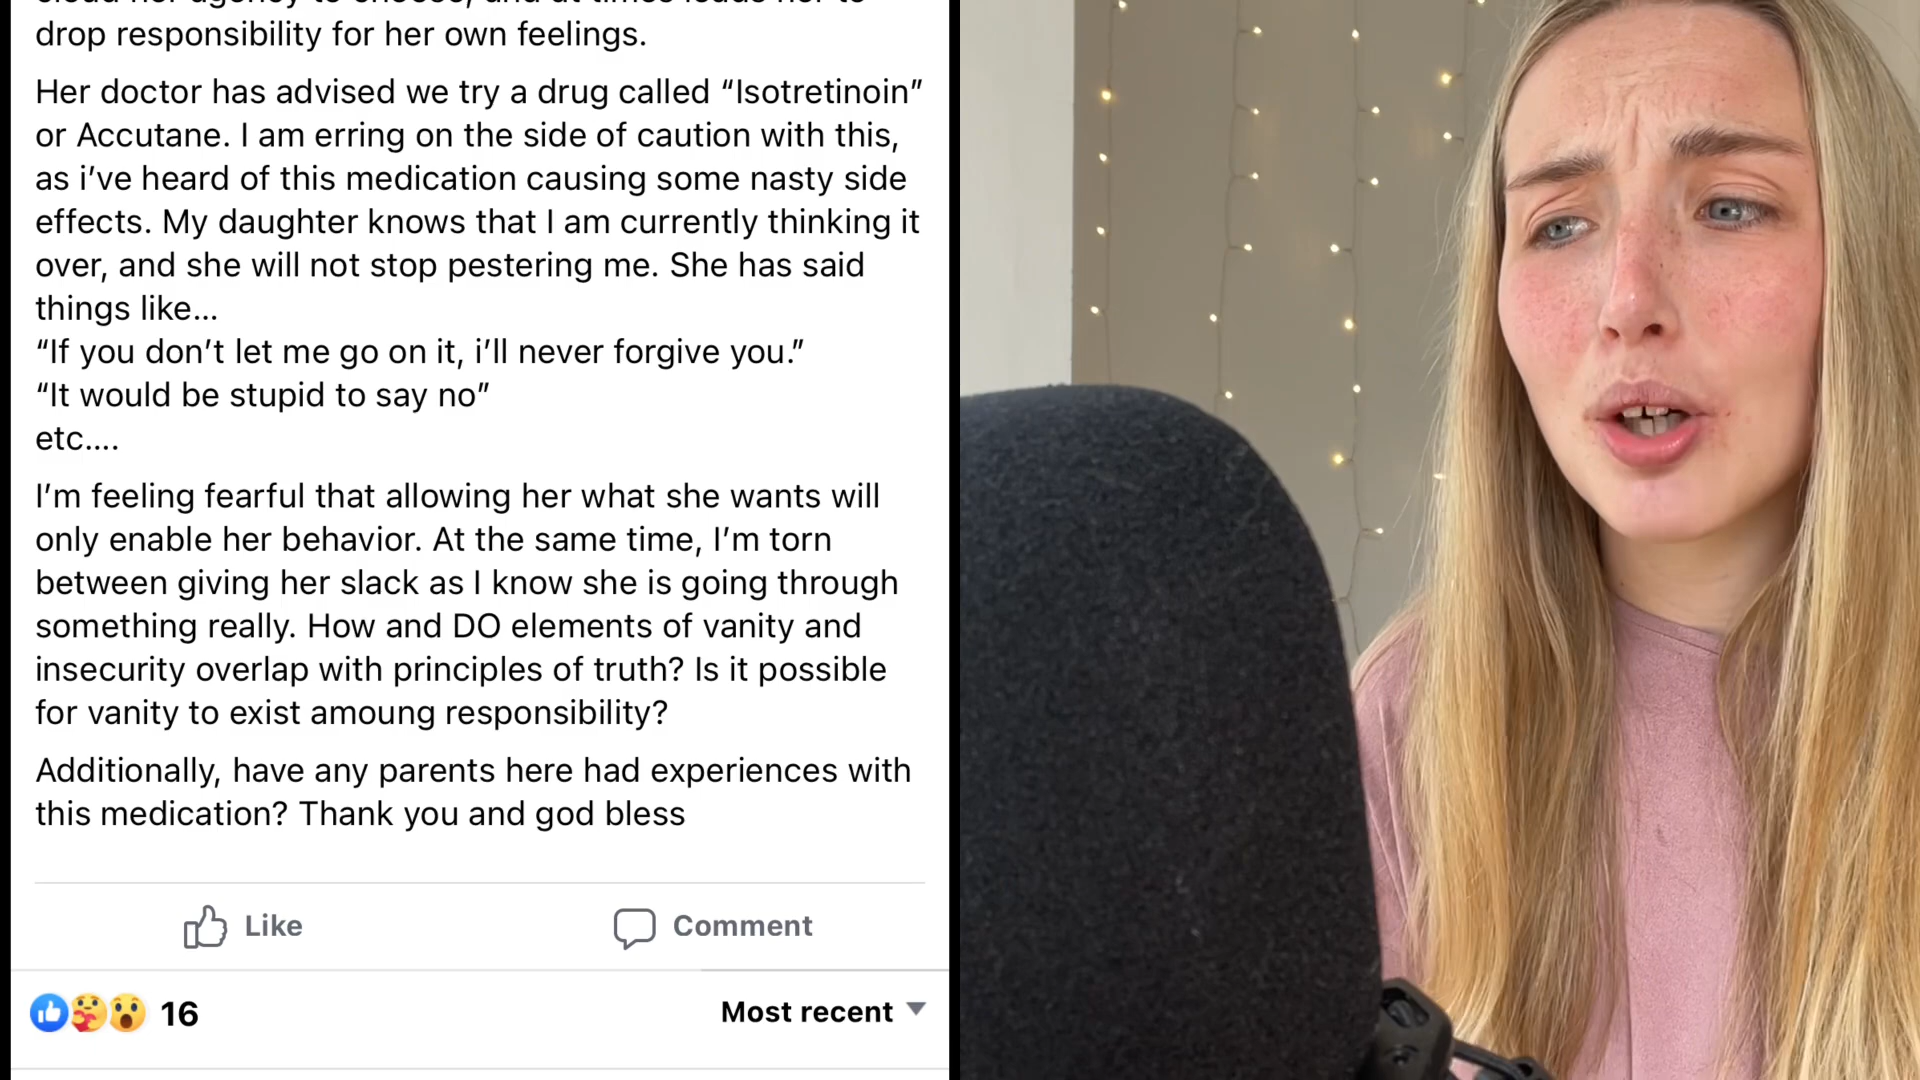 drop responsibility for her own feelings.
Her doctor has advised we try a drug called “Isotretinoin”
or Accutane. I am erring on the side of caution with this,
as i’ve heard of this medication causing some nasty side
effects. My daughter knows that I am currently thinking it
over, and she will not stop pestering me. She has said
things like...
“If you don’t let me go on it, i’ll never forgive you.”
“It would be stupid to say no”
etc....
I’m feeling fearful that allowing her what she wants will
only enable her behavior. At the same time, I’m torn
between giving her slack as I know she is going through
something really. How and DO elements of vanity and
insecurity overlap with principles of truth? Is it possible
for vanity to exist amoung responsibility?
Additionally, have any parents here had experiences with
this medication? Thank you and god bless
Like
Comment
16
Most recent